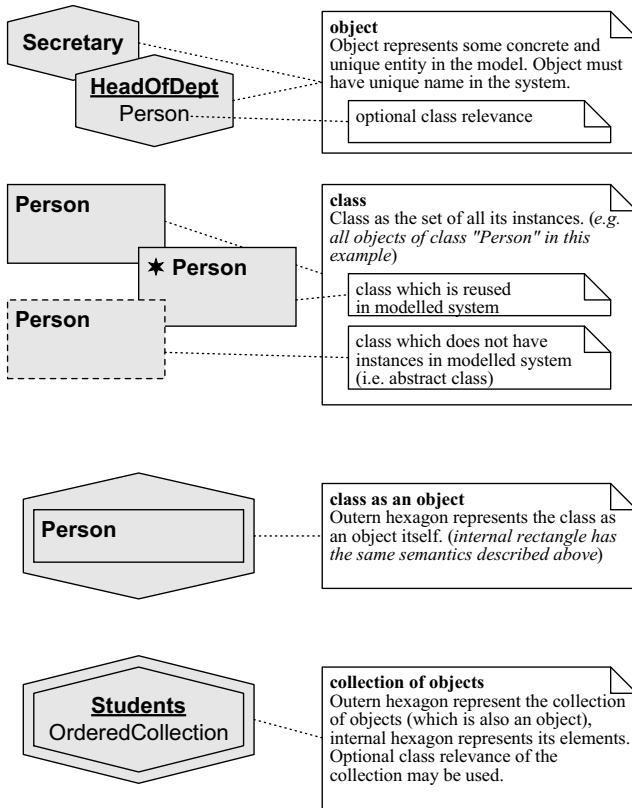 Secretary
HeadOfDept
Person
object
Object represents some concrete and
unique entity in the model. Object must
have unique name in the system.
optional class relevance
Person
✶ Person
Person
class
Class as the set of all its instances. (e.g.
all objects of class "Person" in this
example)
class which is reused
in modelled system
class which does not have
instances in modelled system
(i.e. abstract class)
Person
class as an object
Outern hexagon represents the class as
an object itself. (internal rectangle has
the same semantics described above)
Students
OrderedCollection
collection of objects
Outern hexagon represent the collection
of objects (which is also an object),
internal hexagon represents its elements.
Optional class relevance of the
collection may be used.